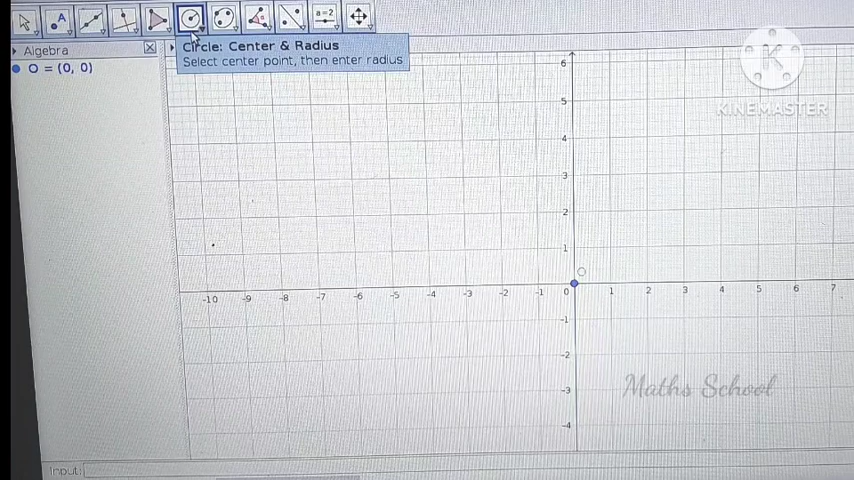 A
α
a=2
Algebra
O = (0, 0)
Circle: Center & Radius
Select center point, then enter radius
KINEMASTER
K
6
5
4
3
2
1
O
-10 -9 -8 -7 -6 -5 -4 -3 -2 -1 0 1 2 3 4 5 6 7
-1
-2
-3
-4
Maths School
Input: